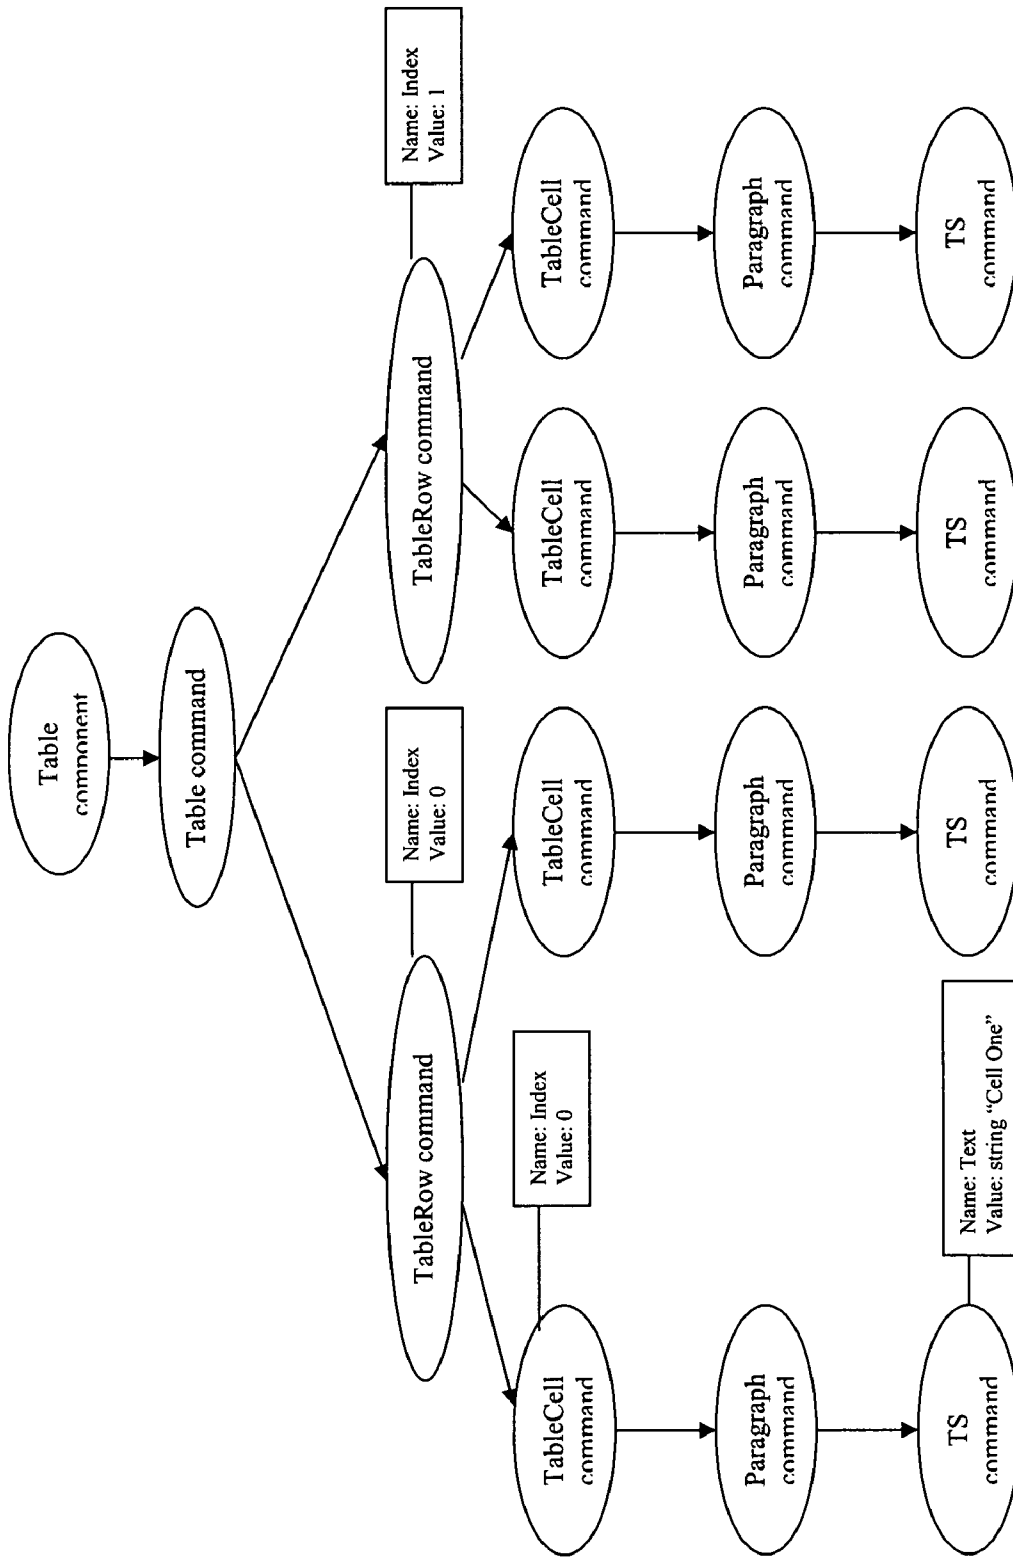 Table
component
Table command
TableRow command
Name: Index
Value: 0
TableRow command
Name: Index
Value: 1
TableCell
command
Name: Index
Value: 0
TableCell
command
TableCell
command
TableCell
command
Paragraph
command
Paragraph
command
Paragraph
command
Paragraph
command
TS
command
Name: Text
Value: string “Cell One”
TS
command
TS
command
TS
command